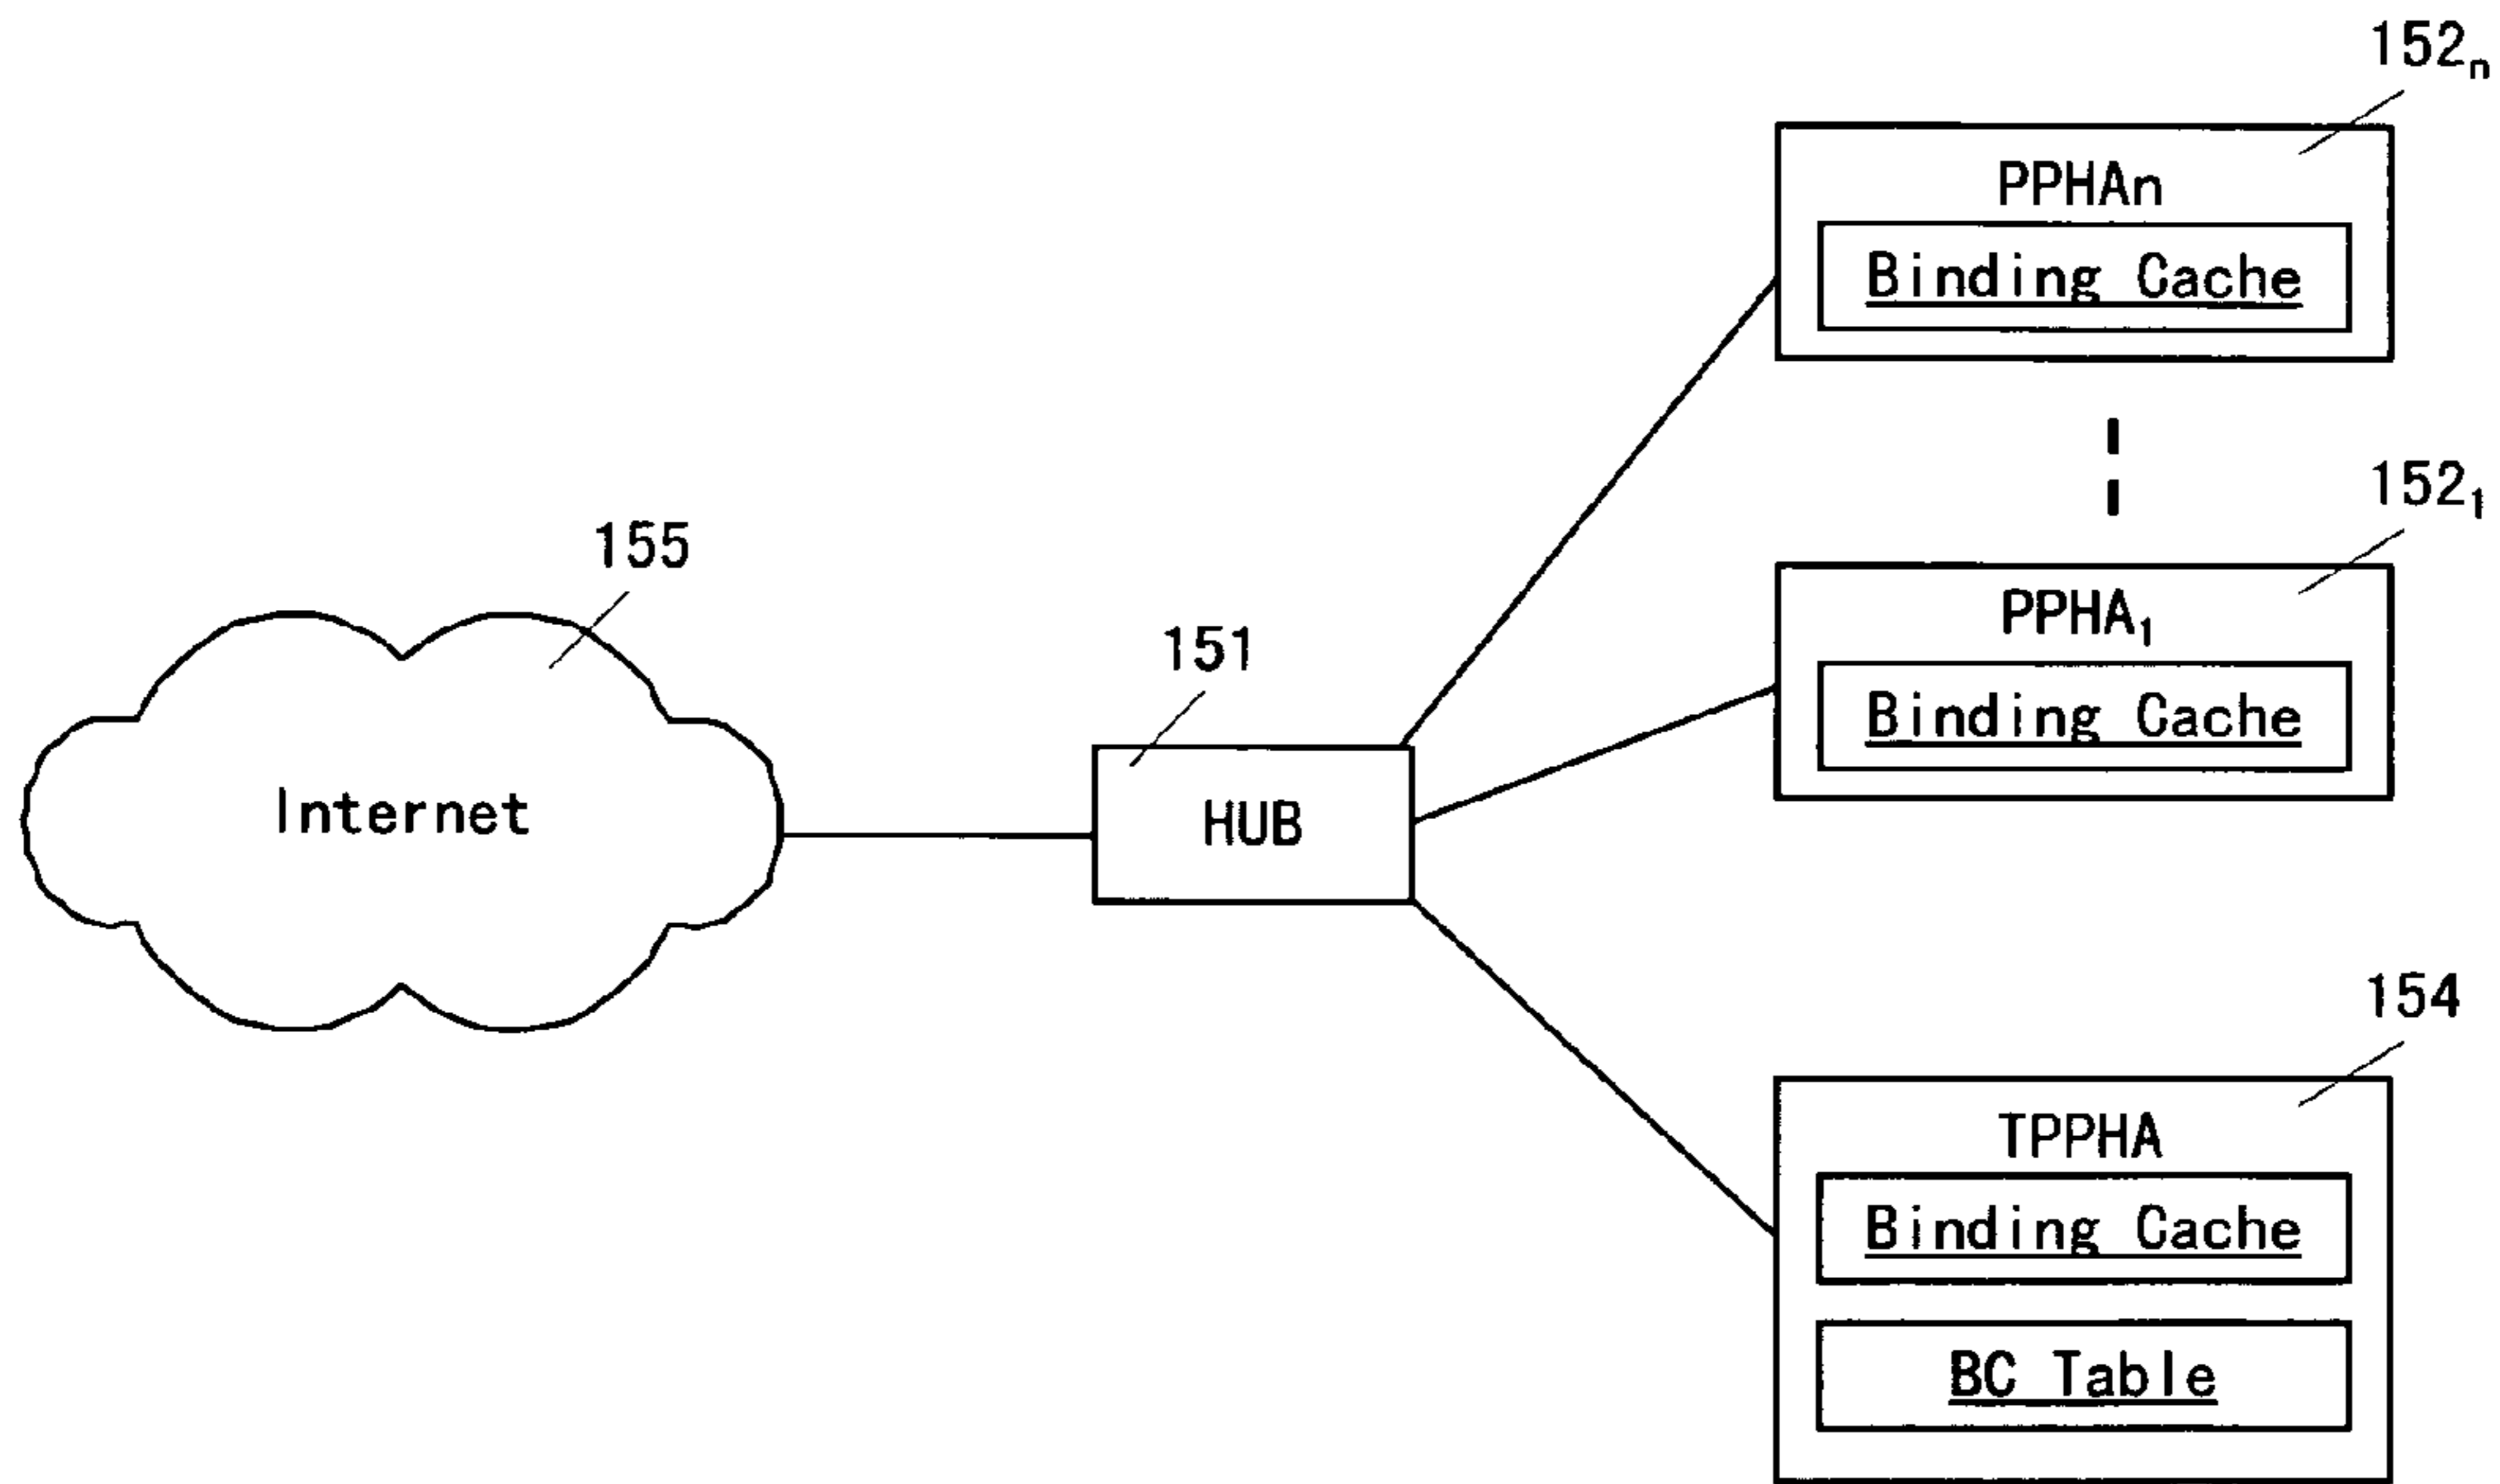 152n
PPHAn
Binding Cache
1521
PPHA1
Binding Cache
155
151
Internet
HUB
154
TPPHA
Binding Cache
BC Table